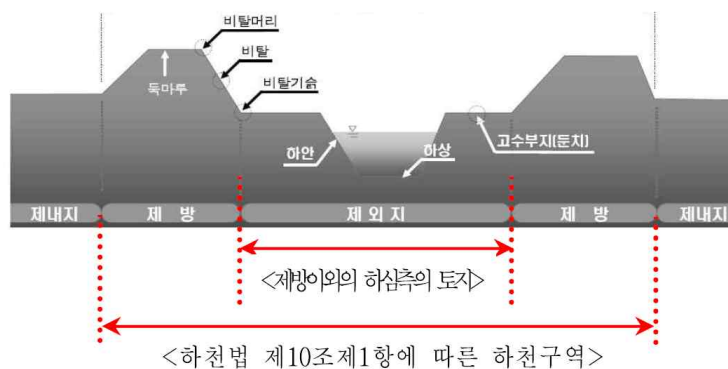 비탈머리
비탈
둑마루
비탈기슭
하안
하상
고수부지(둔치)
제내지 제 방 제외지 제 방 제내지
<제방이외의 하심측의 토지>
<하천법 제10조제1항에 따른 하천구역>